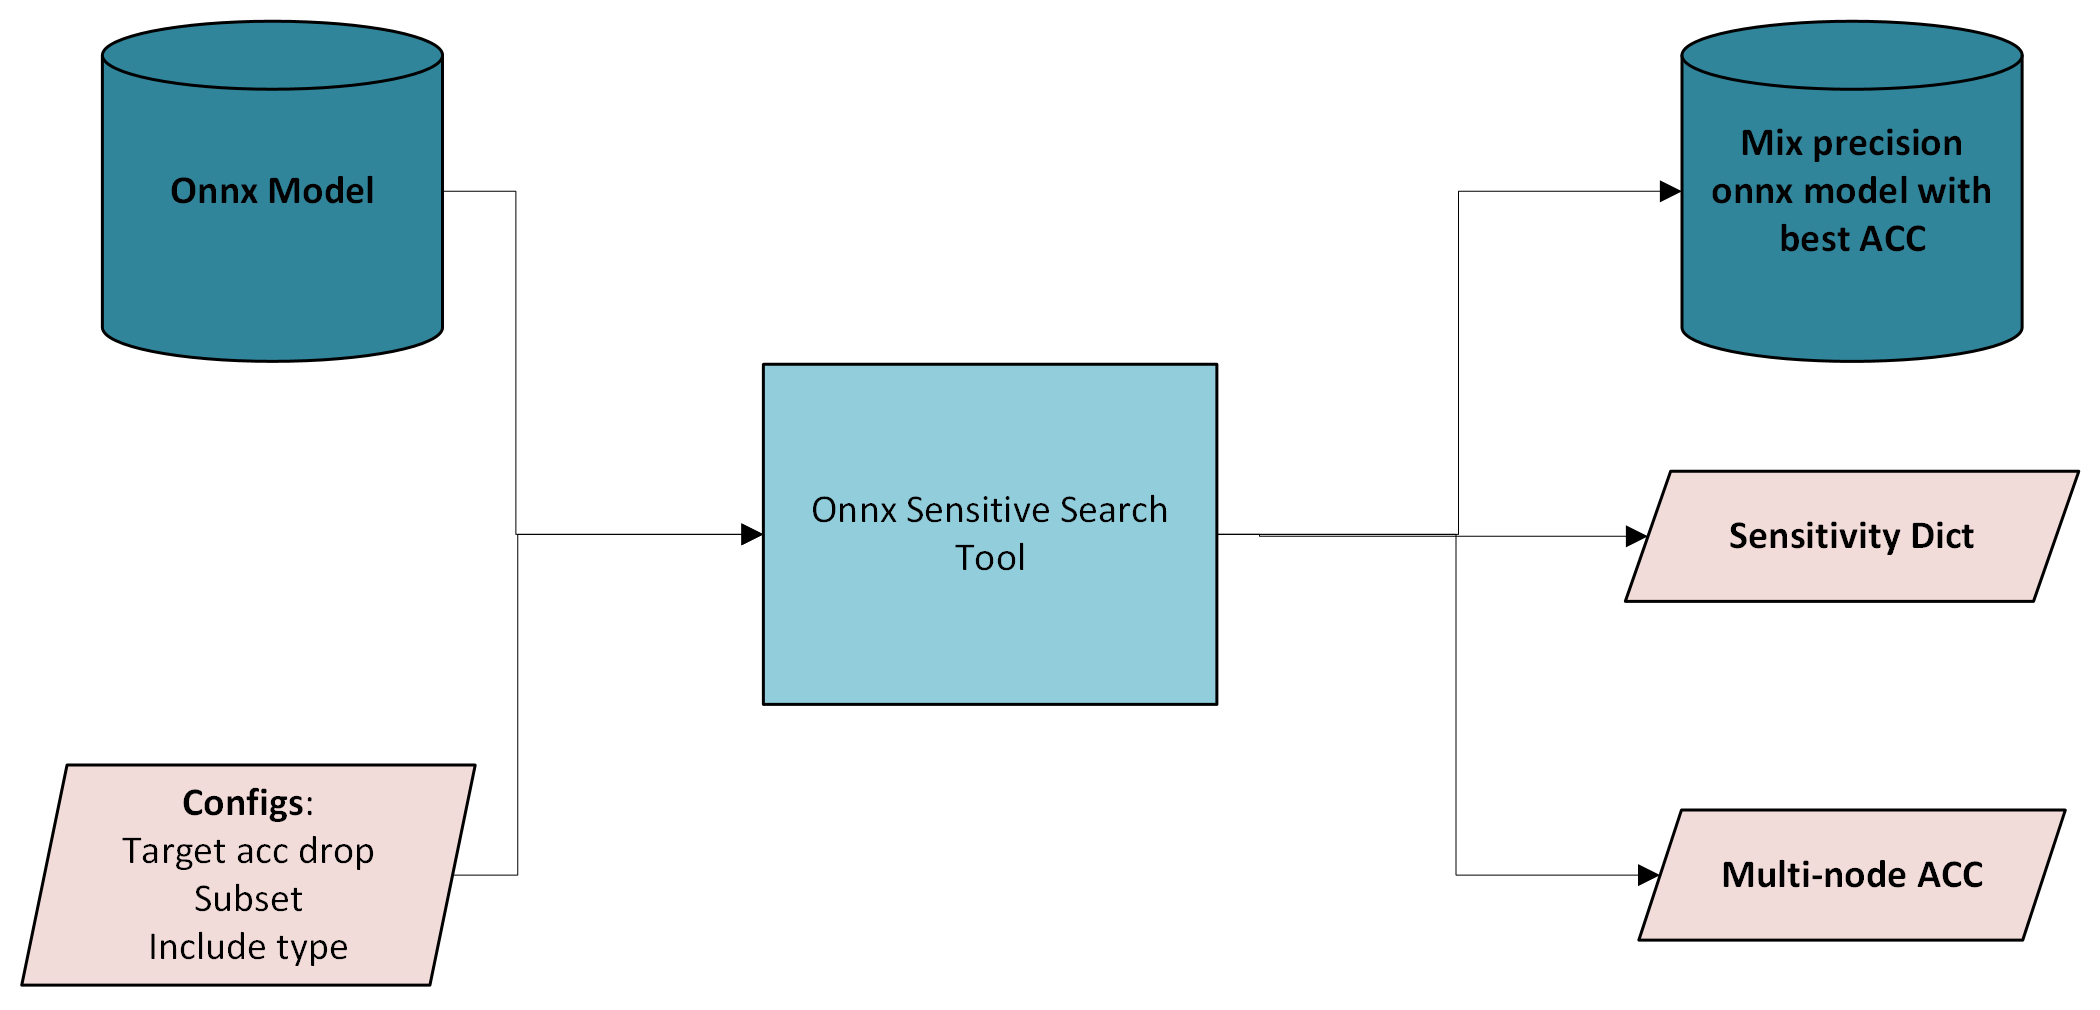 Onnx Model
Mix precision
onnx model with
best ACC
Onnx Sensitive Search
Tool
Sensitivity Dict
Configs:
Target acc drop
Subset
Include type
Multi-node ACC